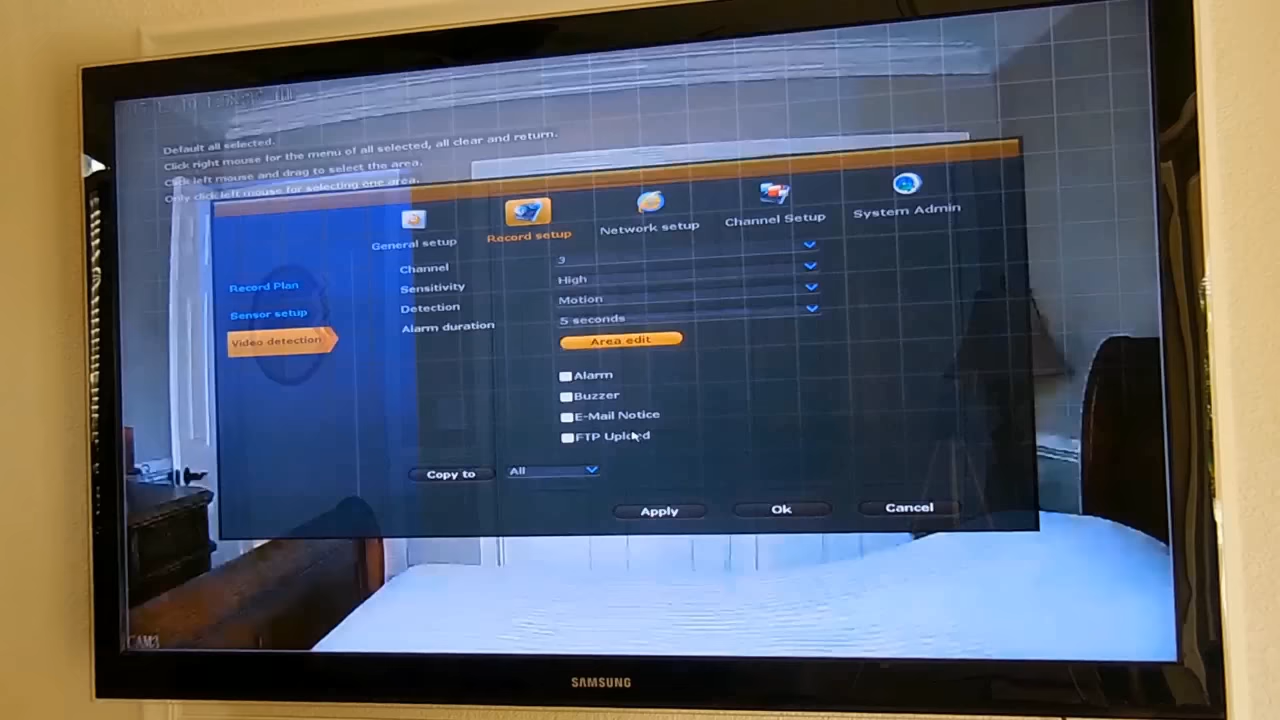 Default all selected.
Click right mouse for the menu of all selected, all clear and return.
Click left mouse and drag to select the area.
Only click left mouse for selecting one area.
General setup
Record setup
Network setup
Channel Setup
System Admin
Record Plan
Sensor setup
Video detection
Channel 3
Sensitivity High
Detection Motion
Alarm duration 5 seconds
Area edit
Alarm
Buzzer
E-Mail Notice
FTP Upload
Copy to All
Apply Ok Cancel
CAM3
SAMSUNG